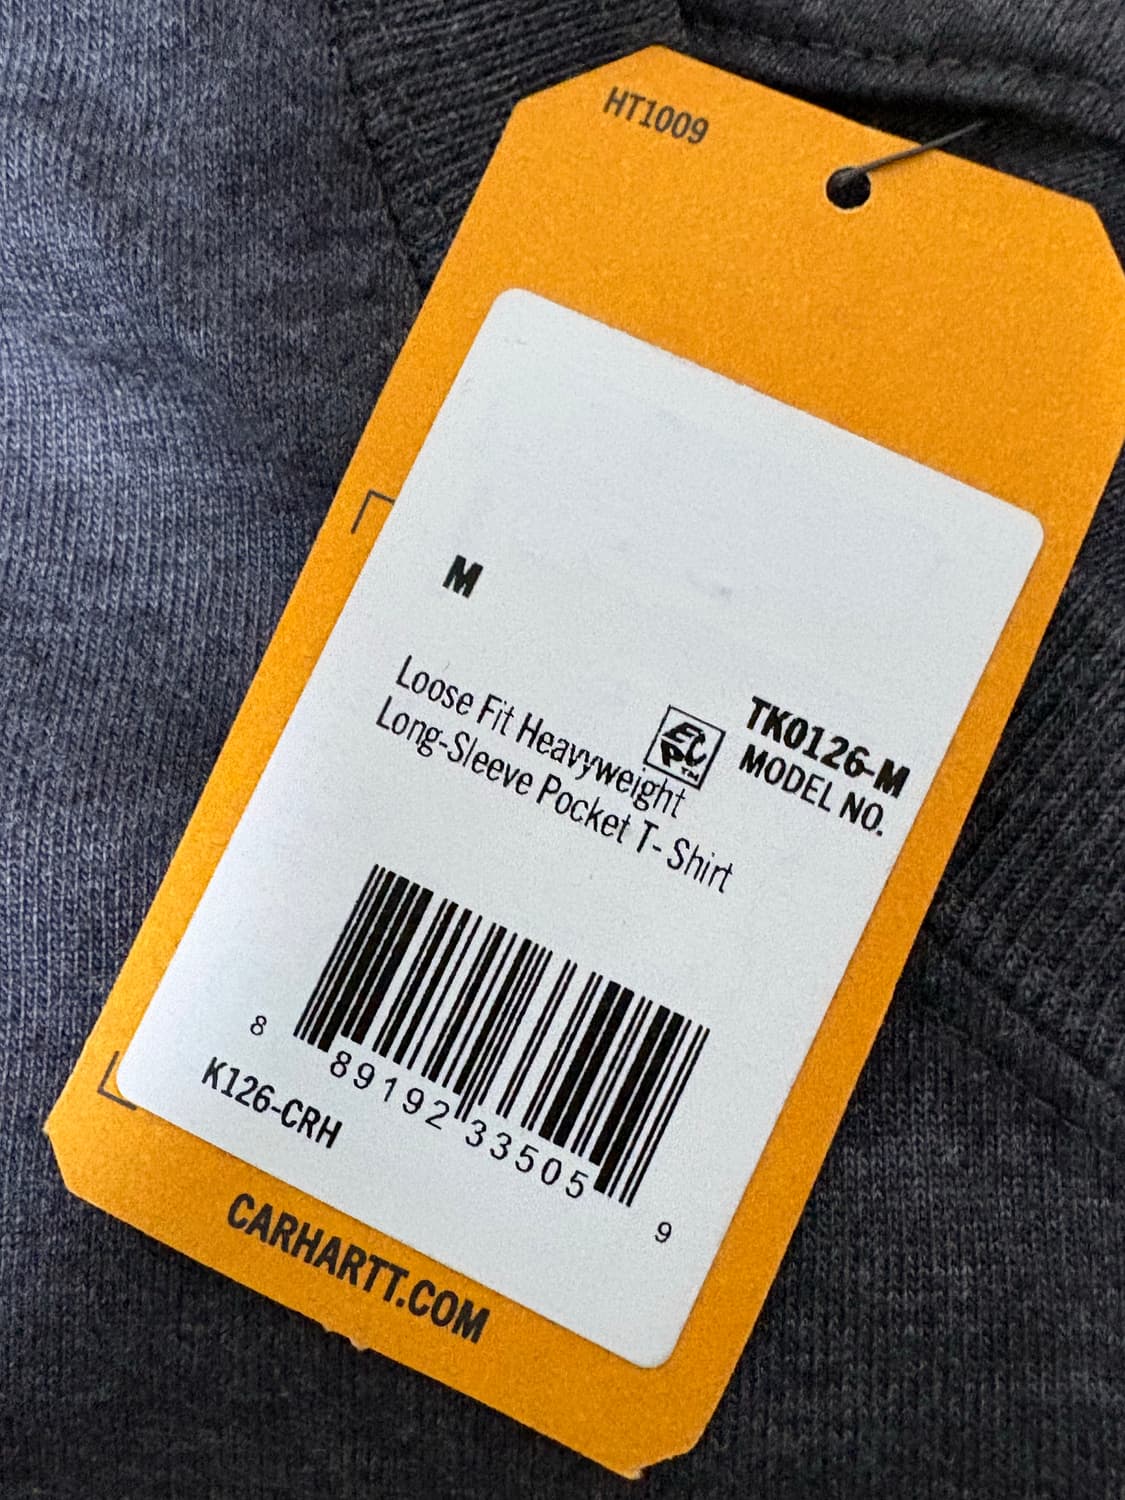 HT1009
M
Loose Fit Heavyweight
Long-Sleeve Pocket T- Shirt
EPC™
TK0126-M
MODEL NO.
8 89192 33505 9
K126-CRH
CARHARTT.COM